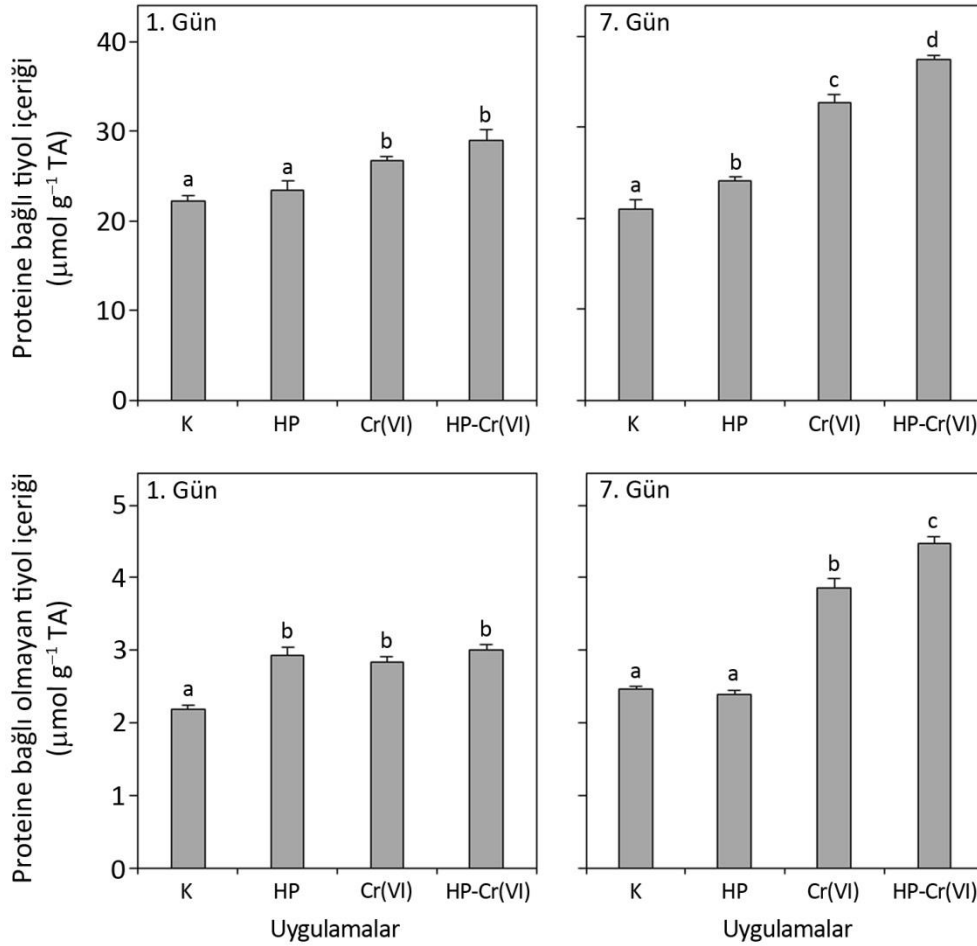 Proteine bağlı tiyol içeriği
(µmol g⁻¹ TA)
1. Gün
40
30
20
10
0
a
a
b
b
K
HP
Cr(VI)
HP-Cr(VI)
7. Gün
a
b
c
d
K
HP
Cr(VI)
HP-Cr(VI)
Proteine bağlı olmayan tiyol içeriği
(µmol g⁻¹ TA)
1. Gün
5
4
3
2
1
0
a
b
b
b
K
HP
Cr(VI)
HP-Cr(VI)
Uygulamalar
7. Gün
a
a
b
c
K
HP
Cr(VI)
HP-Cr(VI)
Uygulamalar